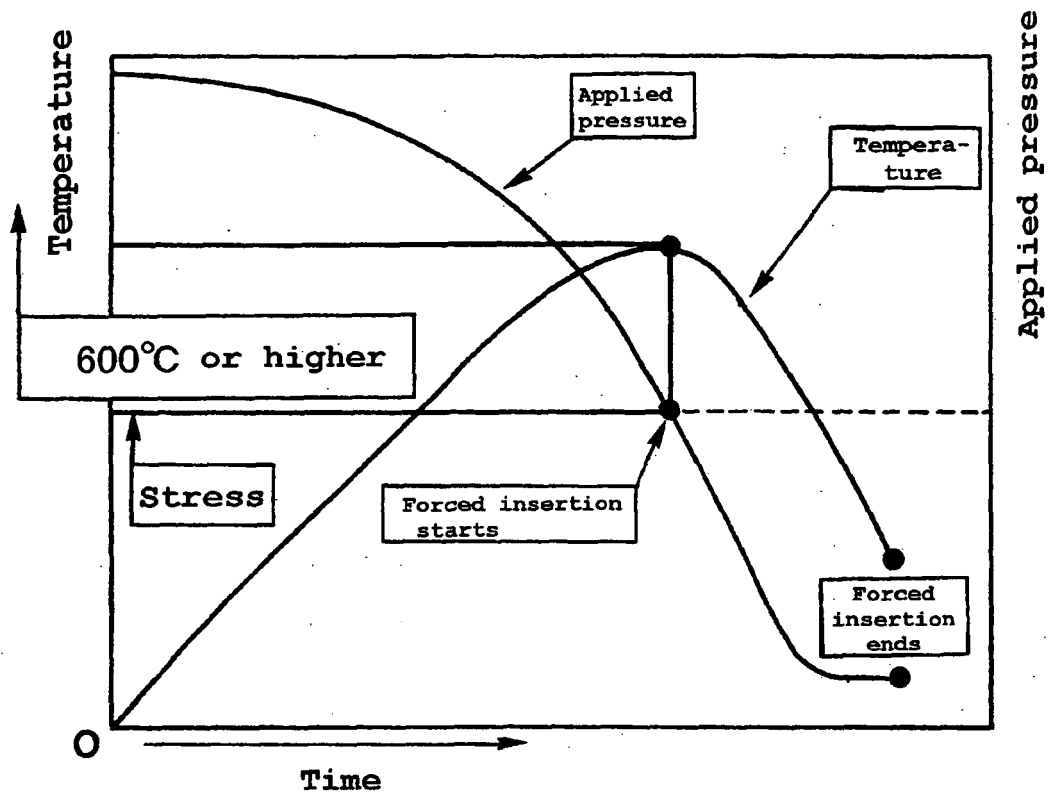 Temperature
Applied pressure
Applied
pressure
Tempera-
ture
600°C or higher
Stress
Forced insertion
starts
Forced
insertion
ends
O
Time